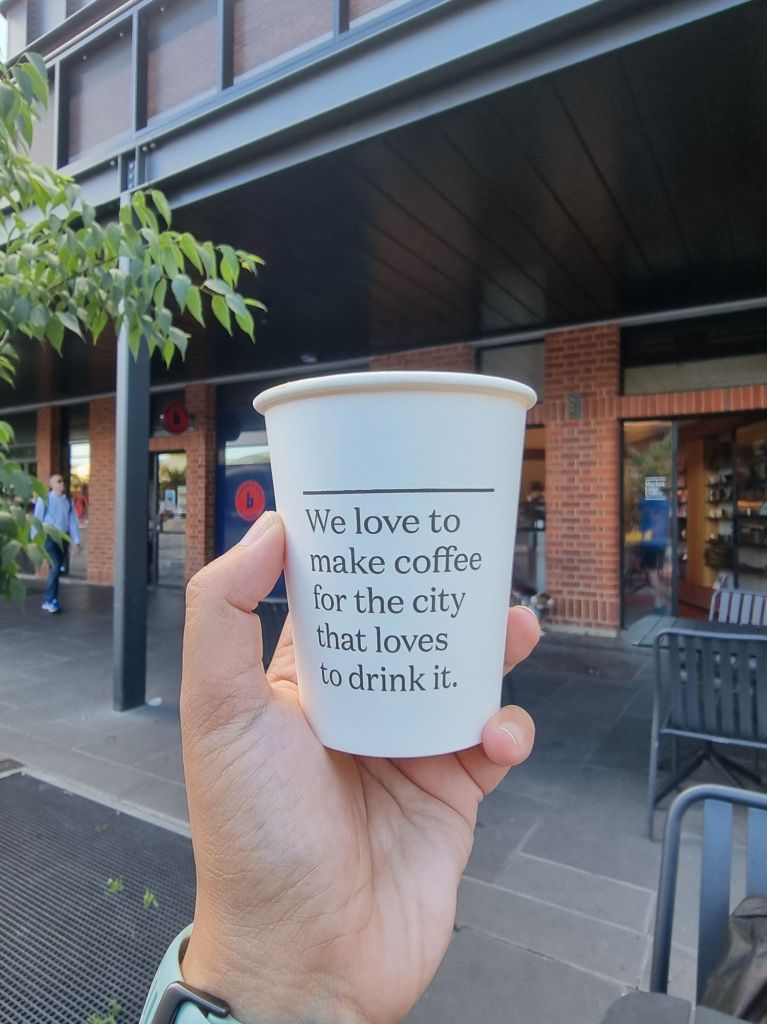 We love to
make coffee
for the city
that loves
to drink it.
b
b